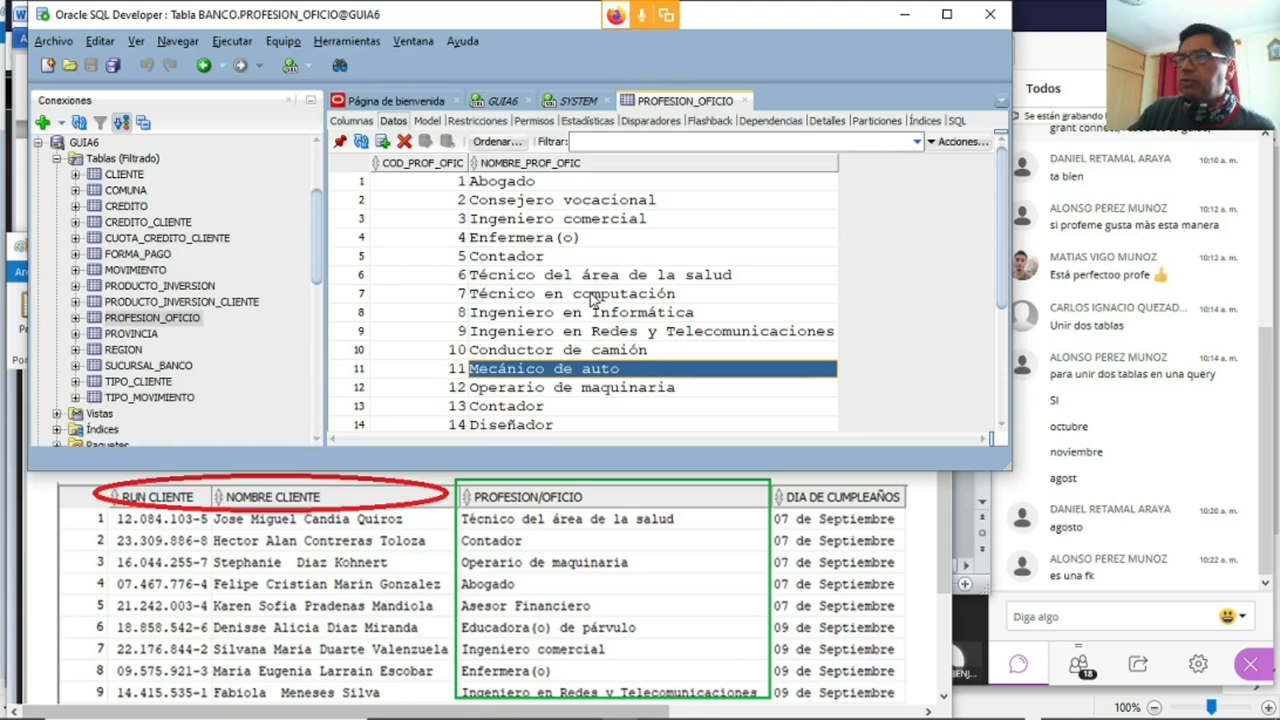 Oracle SQL Developer : Tabla BANCO.PROFESION_OFICIO@GUIA6
Archivo Editar Ver Navegar Ejecutar Equipo Herramientas Ventana Ayuda
Conexiones
GUIA6
Tablas (Filtrado)
CLIENTE
COMUNA
CREDITO
CREDITO_CLIENTE
CUOTA_CREDITO_CLIENTE
FORMA_PAGO
MOVIMIENTO
PRODUCTO_INVERSION
PRODUCTO_INVERSION_CLIENTE
PROFESION_OFICIO
PROVINCIA
REGION
SUCURSAL_BANCO
TIPO_CLIENTE
TIPO_MOVIMIENTO
Vistas
Índices
Paquetes
Página de bienvenida GUIA6 SYSTEM PROFESION_OFICIO
Columnas Datos Model Restricciones Permisos Estadísticas Disparadores Flashback Dependencias Detalles Particiones Índices SQL
Ordenar... Filtrar: Acciones...
COD_PROF_OFIC NOMBRE_PROF_OFIC
1 1 Abogado
2 2 Consejero vocacional
3 3 Ingeniero comercial
4 4 Enfermera(o)
5 5 Contador
6 6 Técnico del área de la salud
7 7 Técnico en computación
8 8 Ingeniero en Informática
9 9 Ingeniero en Redes y Telecomunicaciones
10 10 Conductor de camión
11 11 Mecánico de auto
12 12 Operario de maquinaria
13 13 Contador
14 14 Diseñador
RUN CLIENTE NOMBRE CLIENTE PROFESION/OFICIO DIA DE CUMPLEAÑOS
1 12.084.103-5 Jose Miguel Candia Quiroz Técnico del área de la salud 07 de Septiembre
2 23.309.886-8 Hector Alan Contreras Toloza Contador 07 de Septiembre
3 16.044.255-7 Stephanie Diaz Kohnert Operario de maquinaria 07 de Septiembre
4 07.467.776-4 Felipe Cristian Marin Gonzalez Abogado 07 de Septiembre
5 21.242.003-4 Karen Sofia Pradenas Mandiola Asesor Financiero 07 de Septiembre
6 18.858.542-6 Denisse Alicia Diaz Miranda Educadora(o) de párvulo 09 de Septiembre
7 22.176.844-2 Silvana Maria Duarte Valenzuela Ingeniero comercial 09 de Septiembre
8 09.575.921-3 Maria Eugenia Larrain Escobar Enfermera(o) 09 de Septiembre
9 14.415.535-1 Fabiola Meneses Silva Ingeniero en Redes y Telecomunicaciones 09 de Septiembre
Todos
Se están grabando
DANIEL RETAMAL ARAYA 10:10 a. m.
ta bien
ALONSO PEREZ MUNOZ 10:12 a. m.
si profeme gusta màs esta manera
MATIAS VIGO MUNOZ 10:12 a. m.
Está perfectoo profe 👍
CARLOS IGNACIO QUEZAD... 10:14 a. m.
Unir dos tablas
ALONSO PEREZ MUNOZ 10:14 a. m.
para unir dos tablas en una query
SI
octubre
noviembre
agost
DANIEL RETAMAL ARAYA 10:20 a. m.
agosto
ALONSO PEREZ MUNOZ 10:22 a. m.
es una fk
Diga algo
18
100%